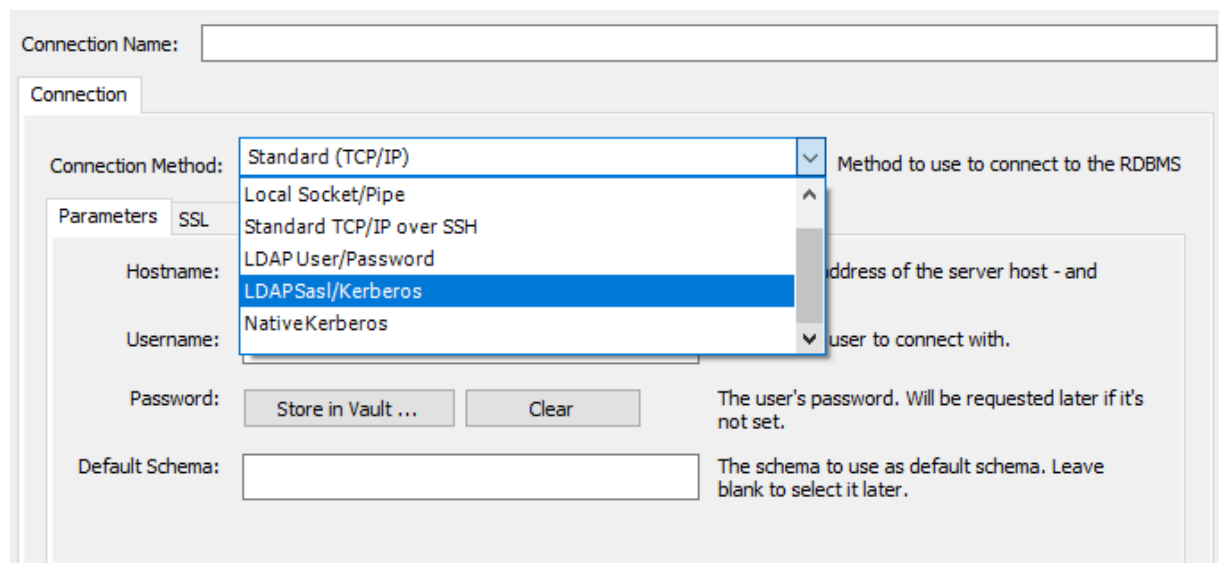 Connection Name:
Connection
Connection Method:
Standard (TCP/IP)
Method to use to connect to the RDBMS
Local Socket/Pipe
Parameters
SSL
Standard TCP/IP over SSH
LDAP User/Password
Hostname:
address of the server host - and
LDAPSasl/Kerberos
NativeKerberos
Username:
user to connect with.
Password:
Store in Vault ...
Clear
The user's password. Will be requested later if it's
not set.
Default Schema:
The schema to use as default schema. Leave
blank to select it later.